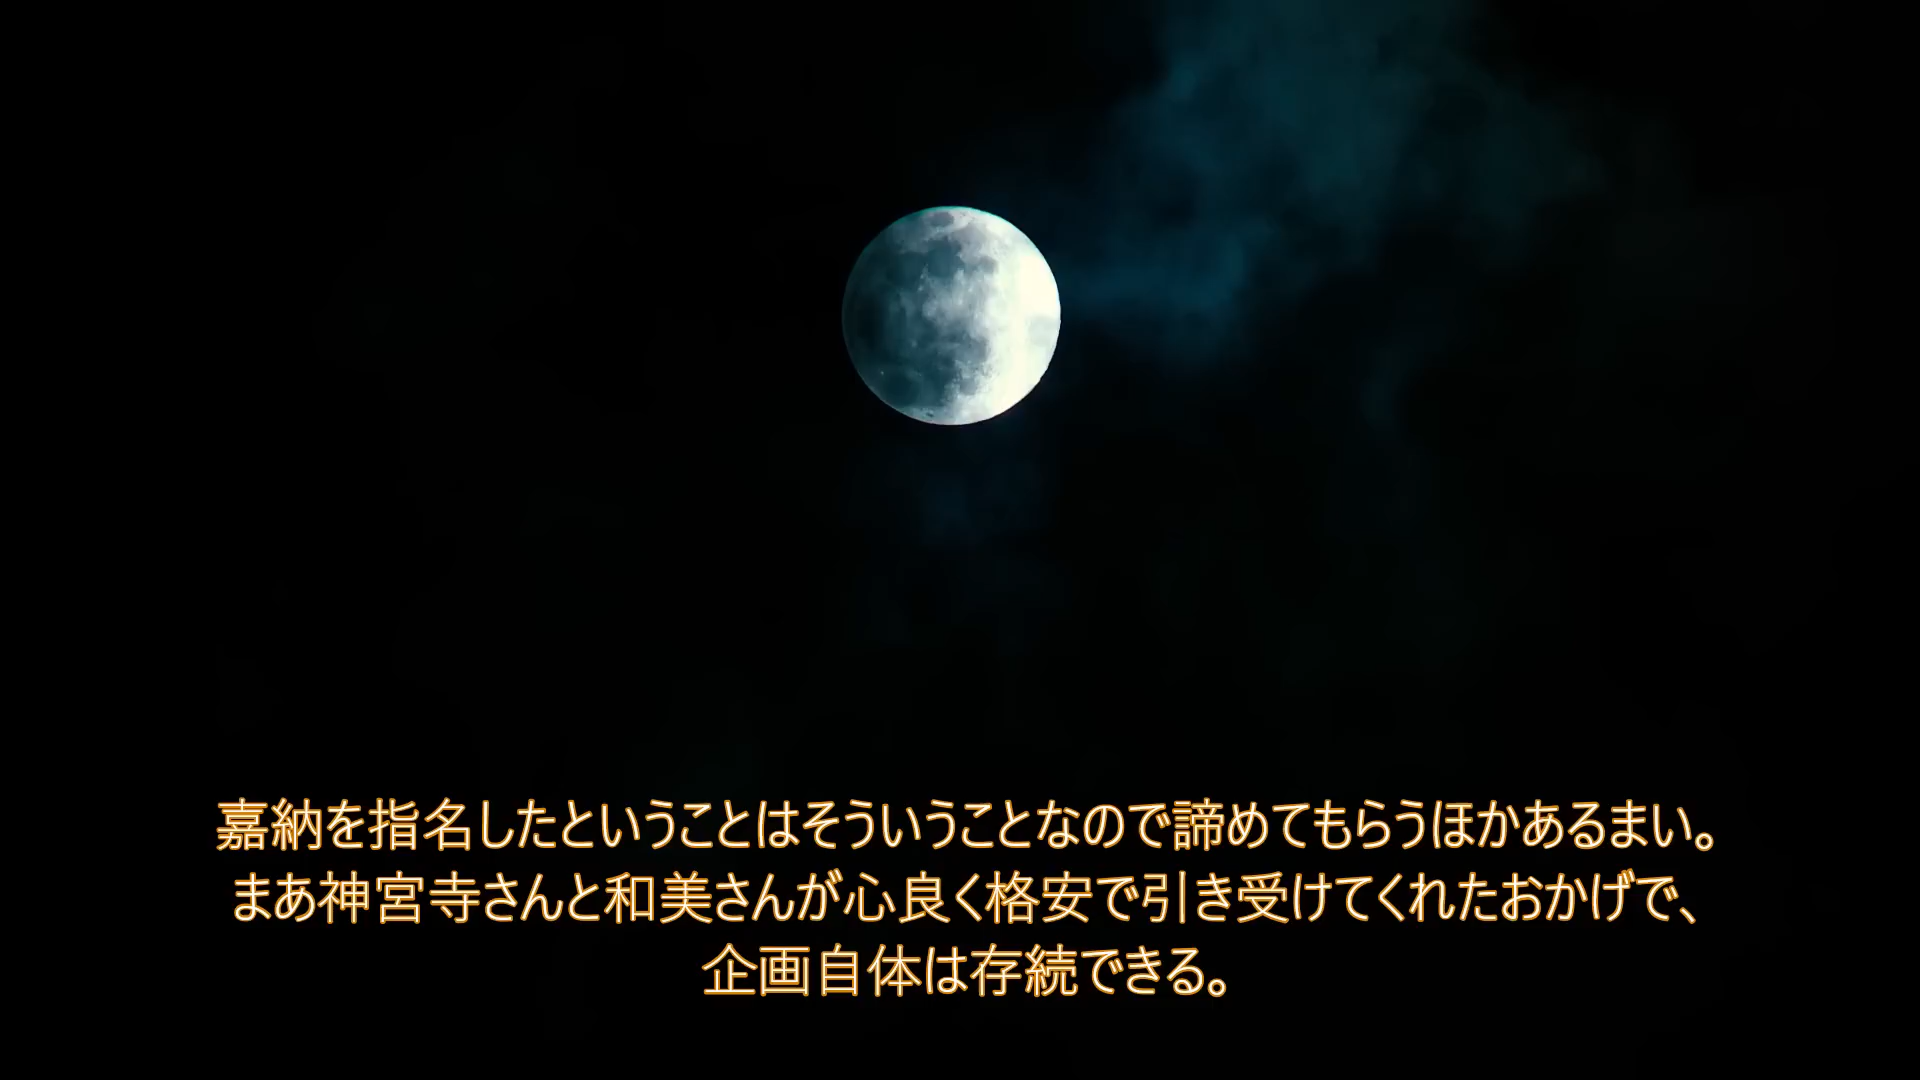 嘉納を指名したということはそういうことなので諦めてもらうほかあるまい。
まあ神宮寺さんと和美さんが心良く格安で引き受けてくれたおかげで、
企画自体は存続できる。